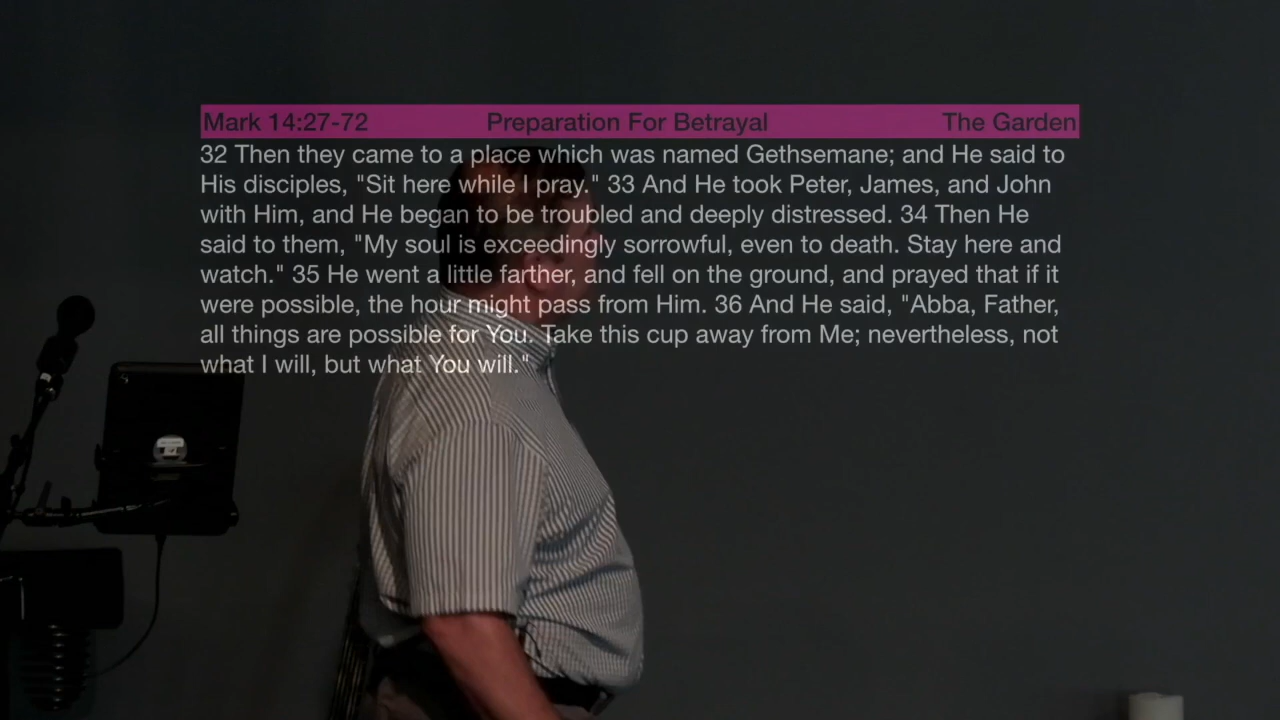 Mark 14:27-72 Preparation For Betrayal The Garden
32 Then they came to a place which was named Gethsemane; and He said to
His disciples, "Sit here while I pray." 33 And He took Peter, James, and John
with Him, and He began to be troubled and deeply distressed. 34 Then He
said to them, "My soul is exceedingly sorrowful, even to death. Stay here and
watch." 35 He went a little farther, and fell on the ground, and prayed that if it
were possible, the hour might pass from Him. 36 And He said, "Abba, Father,
all things are possible for You. Take this cup away from Me; nevertheless, not
what I will, but what You will."